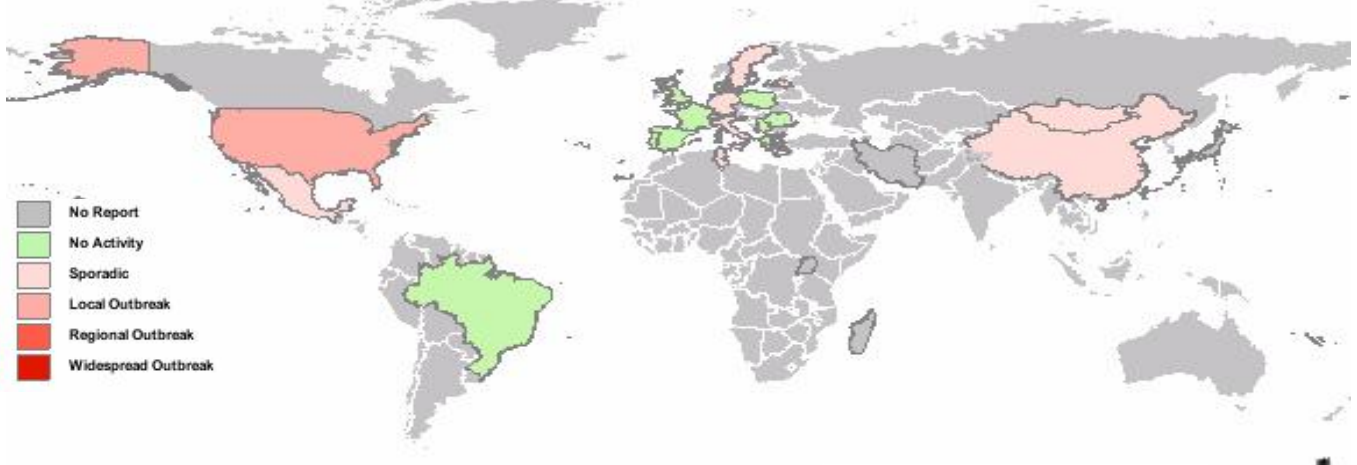 No Report
No Activity
Sporadic
Local Outbreak
Regional Outbreak
Widespread Outbreak